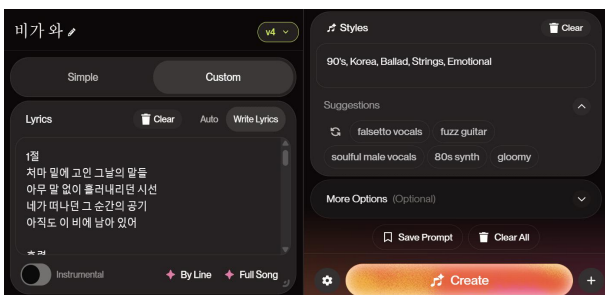 비가 와
v4
Simple
Custom
Lyrics
Clear
Auto
Write Lyrics
1절
처마 밑에 고인 그날의 말들
아무 말 없이 흘러내리던 시선
네가 떠나던 그 순간의 공기
아직도 이 비에 남아 있어
Instrumental
By Line
Full Song
Styles
Clear
90's, Korea, Ballad, Strings, Emotional
Suggestions
falsetto vocals
fuzz guitar
soulful male vocals
80s synth
gloomy
More Options (Optional)
Save Prompt
Clear All
Create